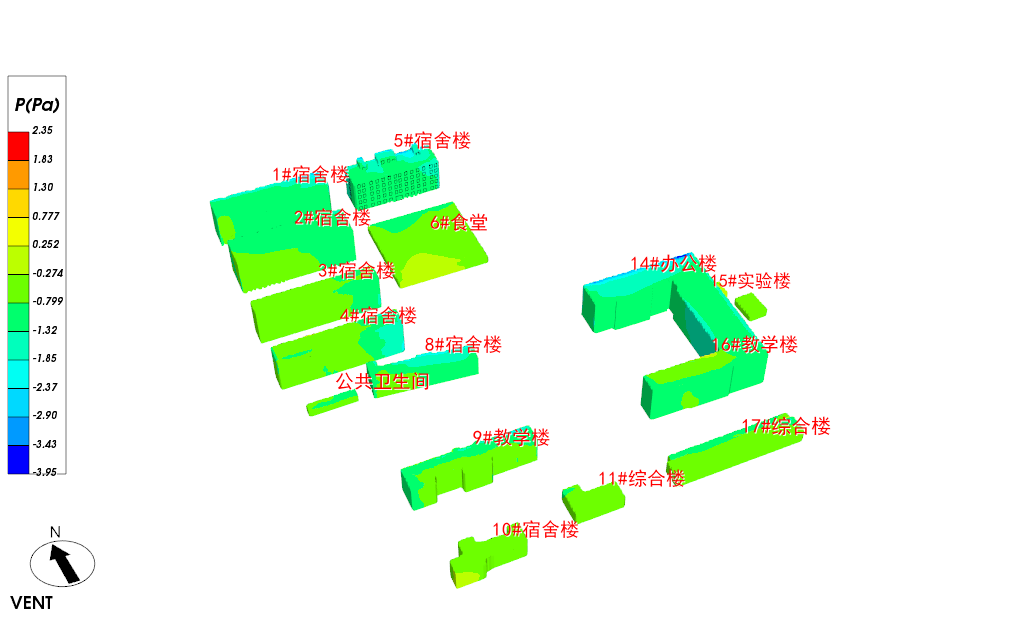 P(Pa)
2.35
1.83
1.30
0.777
0.252
-0.274
-0.799
-1.32
-1.85
-2.37
-2.90
-3.43
-3.95
5#宿舍楼
1#宿舍楼
2#宿舍楼
6#食堂
3#宿舍楼
14#办公楼
15#实验楼
4#宿舍楼
8#宿舍楼
16#教学楼
公共卫生间
9#教学楼
17#综合楼
11#综合楼
10#宿舍楼
N
VENT